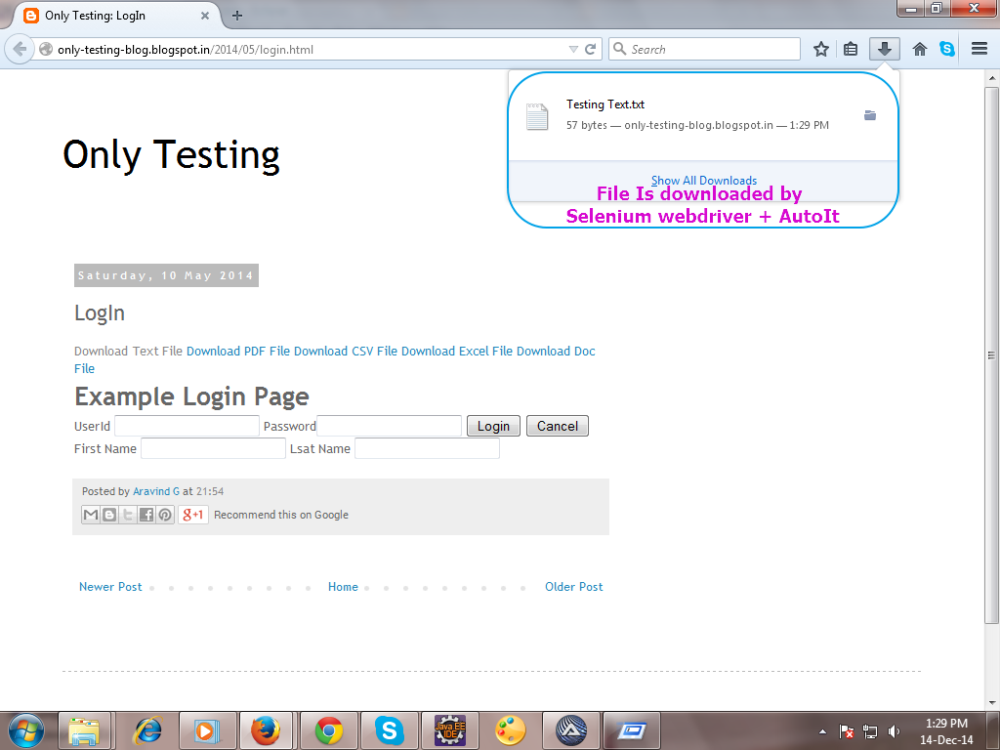 Only Testing: LogIn
only-testing-blog.blogspot.in/2014/05/login.html
Search
Testing Text.txt
57 bytes — only-testing-blog.blogspot.in — 1:29 PM
Show All Downloads
File Is downloaded by
Selenium webdriver + AutoIt
Only Testing
Saturday, 10 May 2014
LogIn
Download Text File Download PDF File Download CSV File Download Excel File Download Doc
File
Example Login Page
UserId Password Login Cancel
First Name Lsat Name
Posted by Aravind G at 21:54
g+1 Recommend this on Google
Newer Post Home Older Post
Java EE
IDE
1:29 PM
14-Dec-14